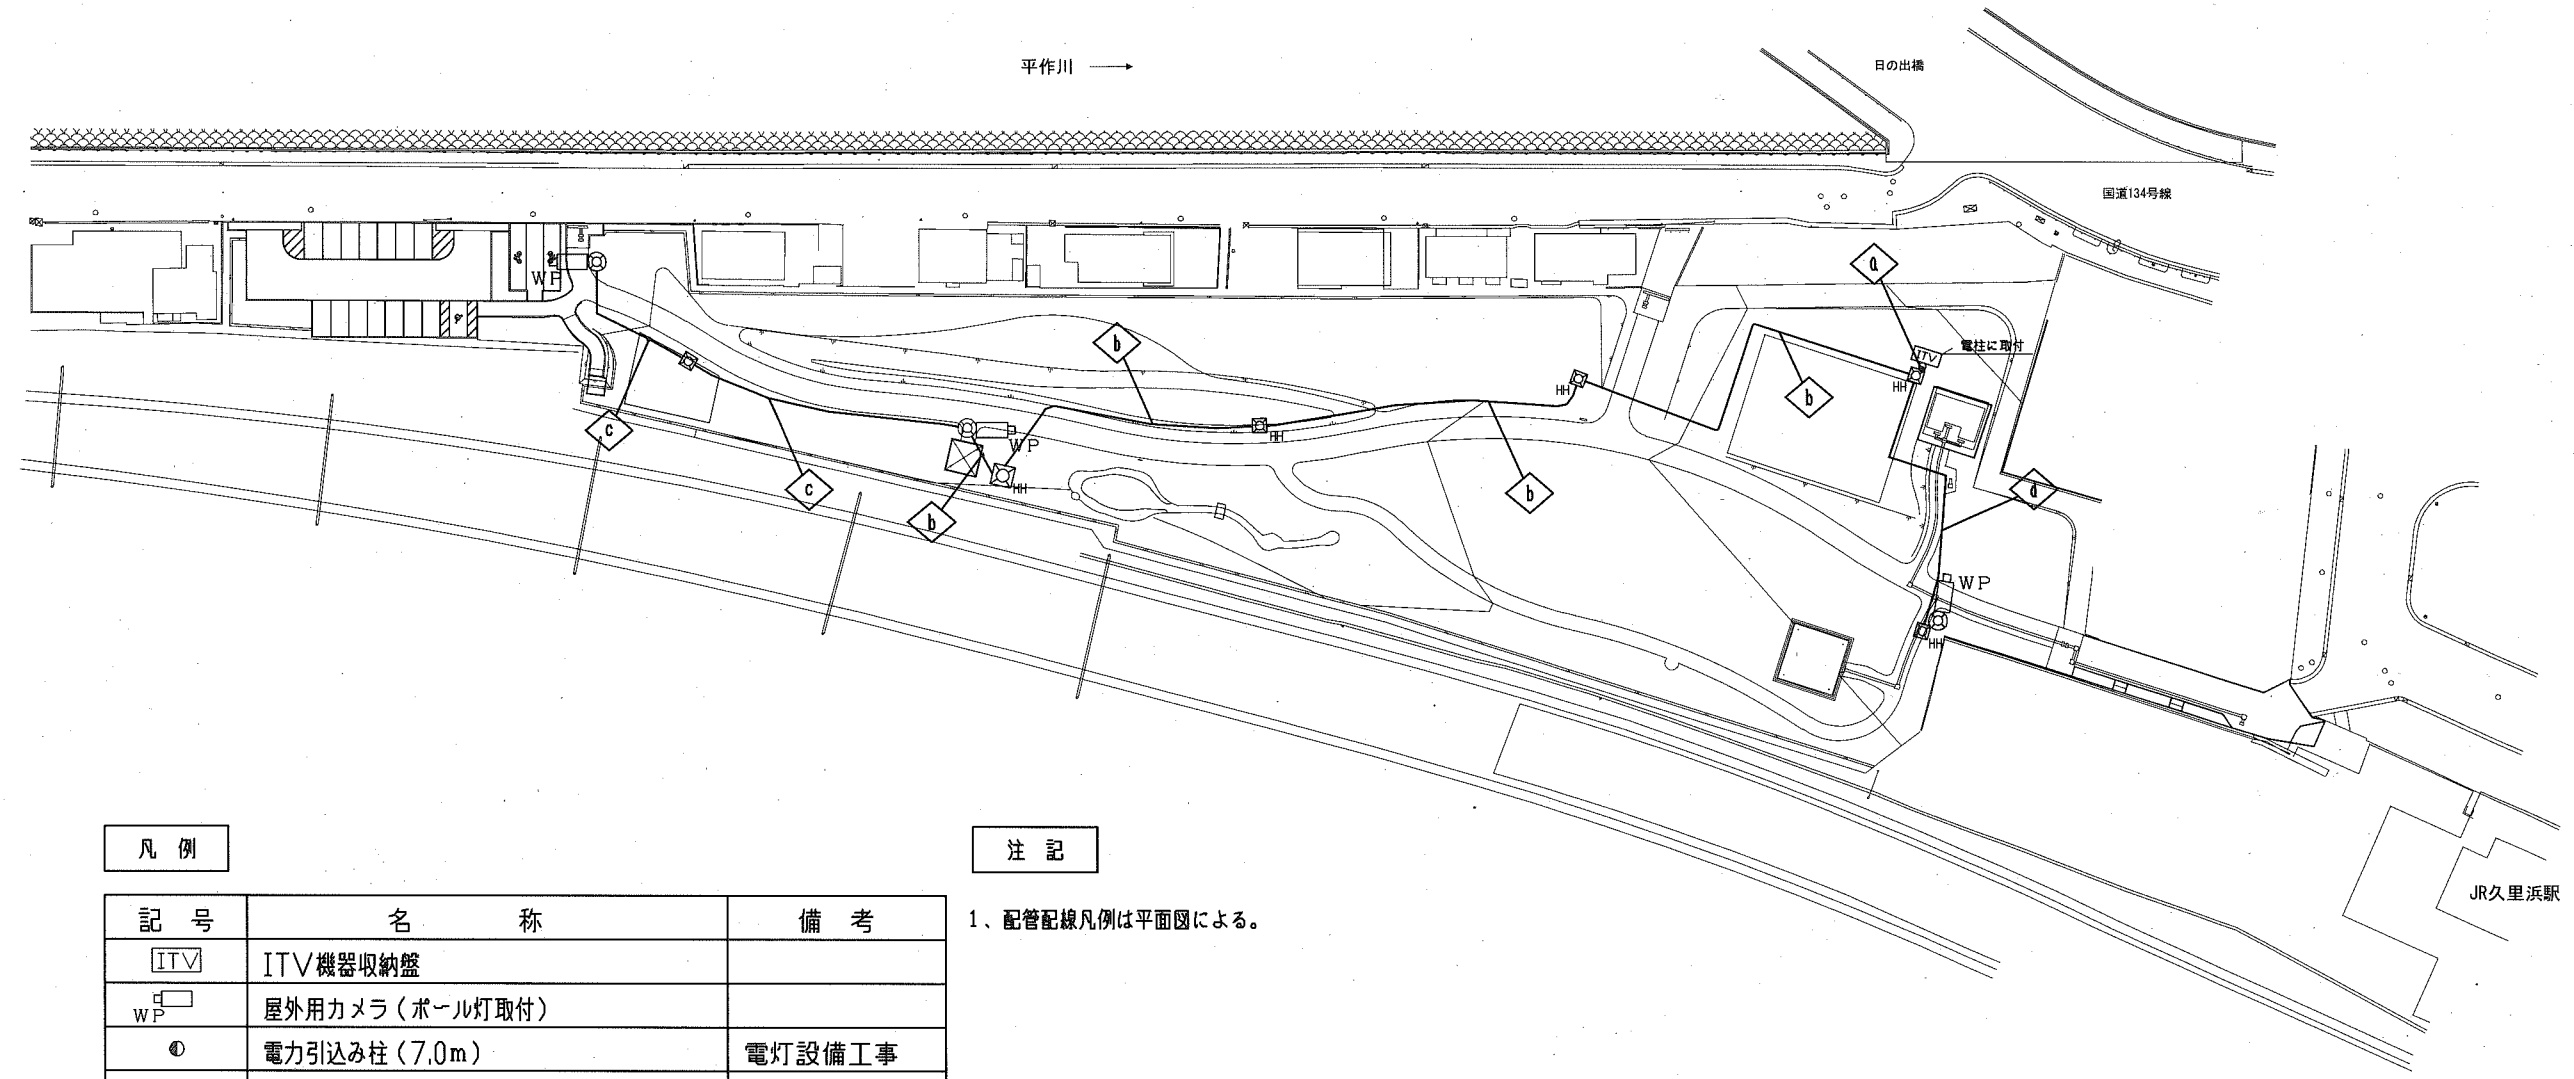 平作川
日の出橋
国道134号線
a
WP
b
ITV
電柱に取付
HH
HH
b
c
HH
WP
d
c
HH
b
b
WP
HH
凡 例
注 記
記 号 名 称 備 考
1、配管配線凡例は平面図による。
JR久里浜駅
ITV ITV機器収納盤
WP 屋外用カメラ(ポール灯取付)
電力引込み柱(7.0m) 電灯設備工事